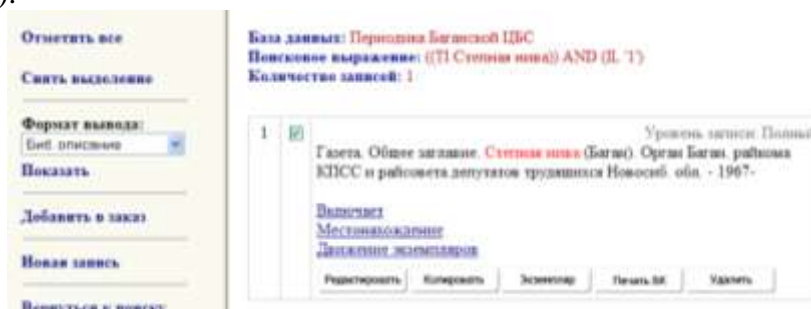 ).
Отметить все
Снять выделение
Формат вывода:
Биб. описание
Показать
Добавить в заказ
Новая запись
Вернуться к поиску
База данных: Периодика Баганской ЦБС
Поисковое выражение: ((TI Степная нива)) AND (IL '1')
Количество записей: 1
1
Уровень записи: Полный
Газета. Общее заглавие. Степная нива (Баган). Орган Баган. райкома
КПСС и райсовета депутатов трудящихся Новосиб. обл. - 1967-
Включает
Местонахождение
Движение экземпляров
Редактировать Копировать Экземпляр Печать БК Удалить